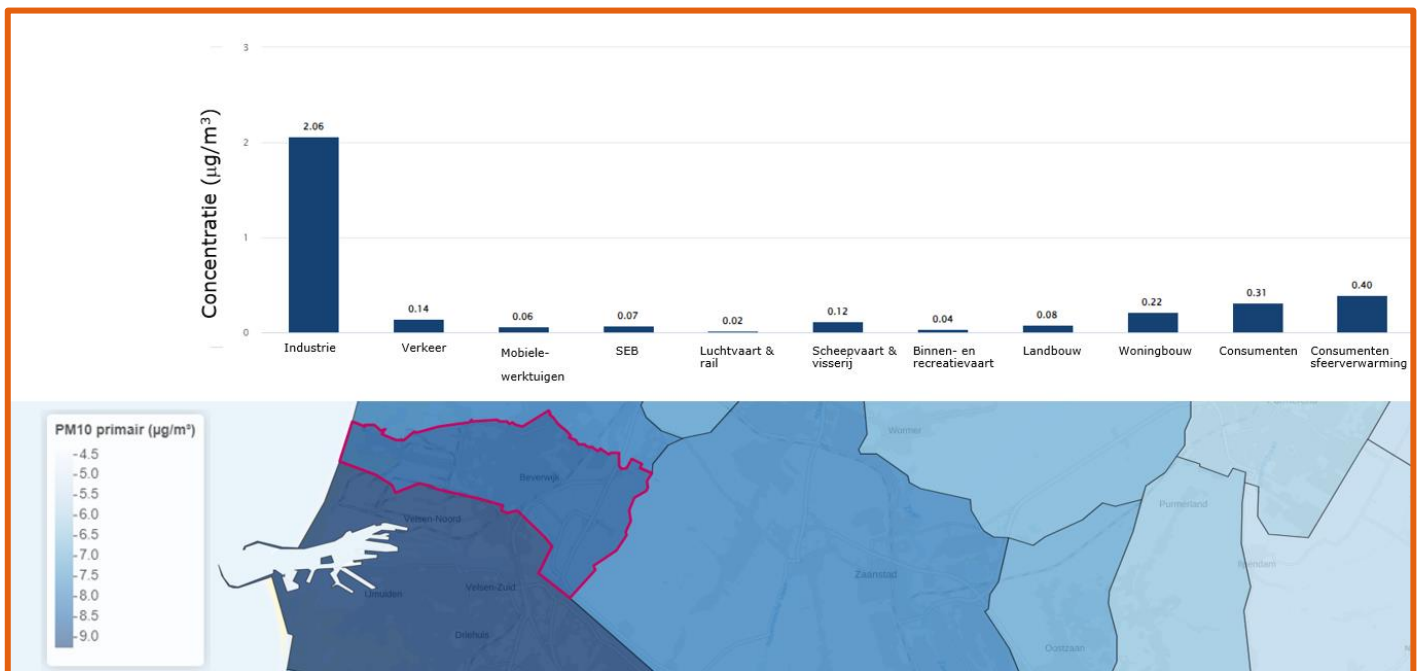 3
Concentratie (µg/m³)
2
1
0
2.06
0.14
0.06
0.07
0.02
0.12
0.04
0.08
0.22
0.31
0.40
Industrie
Verkeer
Mobiele-
werktuigen
SEB
Luchtvaart &
rail
Scheepvaart &
visserij
Binnen- en
recreatievaart
Landbouw
Woningbouw
Consumenten
Consumenten
sfeerverwarming
PM10 primair (µg/m³)
-4.5
-5.0
-5.5
-6.0
-6.5
-7.0
-7.5
-8.0
-8.5
-9.0
Wormer
Beverwijk
Purmerland
Velsen-Noord
Ilpendam
Zaanstad
Velsen-Zuid
IJmuiden
Driehuis
Oostzaan